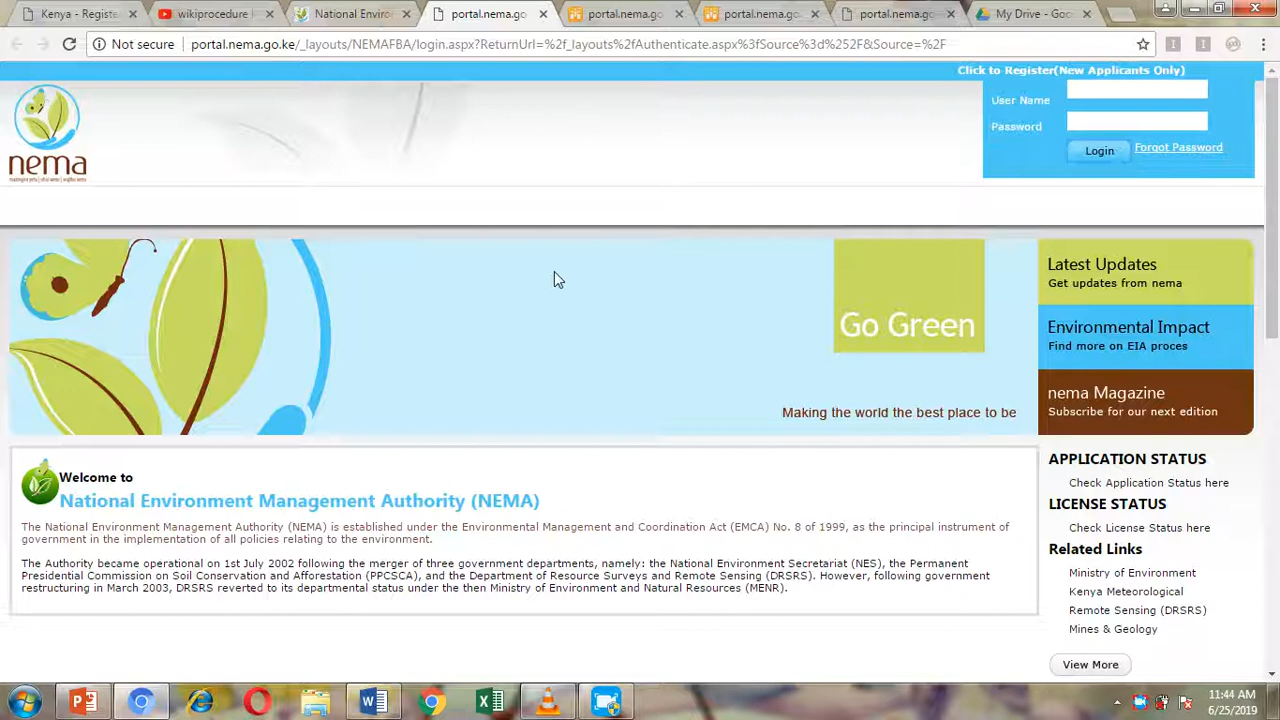 Kenya - Registe
wikiprocedure
National Enviro
portal.nema.go
portal.nema.go
portal.nema.go
portal.nema.go
My Drive - Goo
Not secure
portal.nema.go.ke/_layouts/NEMAFBA/login.aspx?ReturnUrl=%2f_layouts%2fAuthenticate.aspx%3fSource%3d%252F&Source=%2F
Click to Register(New Applicants Only)
User Name
Password
Login
Forgot Password
nema
Go Green
Making the world the best place to be
Latest Updates
Get updates from nema
Environmental Impact
Find more on EIA proces
nema Magazine
Subscribe for our next edition
Welcome to
National Environment Management Authority (NEMA)
The National Environment Management Authority (NEMA) is established under the Environmental Management and Coordination Act (EMCA) No. 8 of 1999, as the principal instrument of
government in the implementation of all policies relating to the environment.
The Authority became operational on 1st July 2002 following the merger of three government departments, namely: the National Environment Secretariat (NES), the Permanent
Presidential Commission on Soil Conservation and Afforestation (PPCSCA), and the Department of Resource Surveys and Remote Sensing (DRSRS). However, following government
restructuring in March 2003, DRSRS reverted to its departmental status under the then Ministry of Environment and Natural Resources (MENR).
APPLICATION STATUS
Check Application Status here
LICENSE STATUS
Check License Status here
Related Links
Ministry of Environment
Kenya Meteorological
Remote Sensing (DRSRS)
Mines & Geology
View More
11:44 AM
6/25/2019